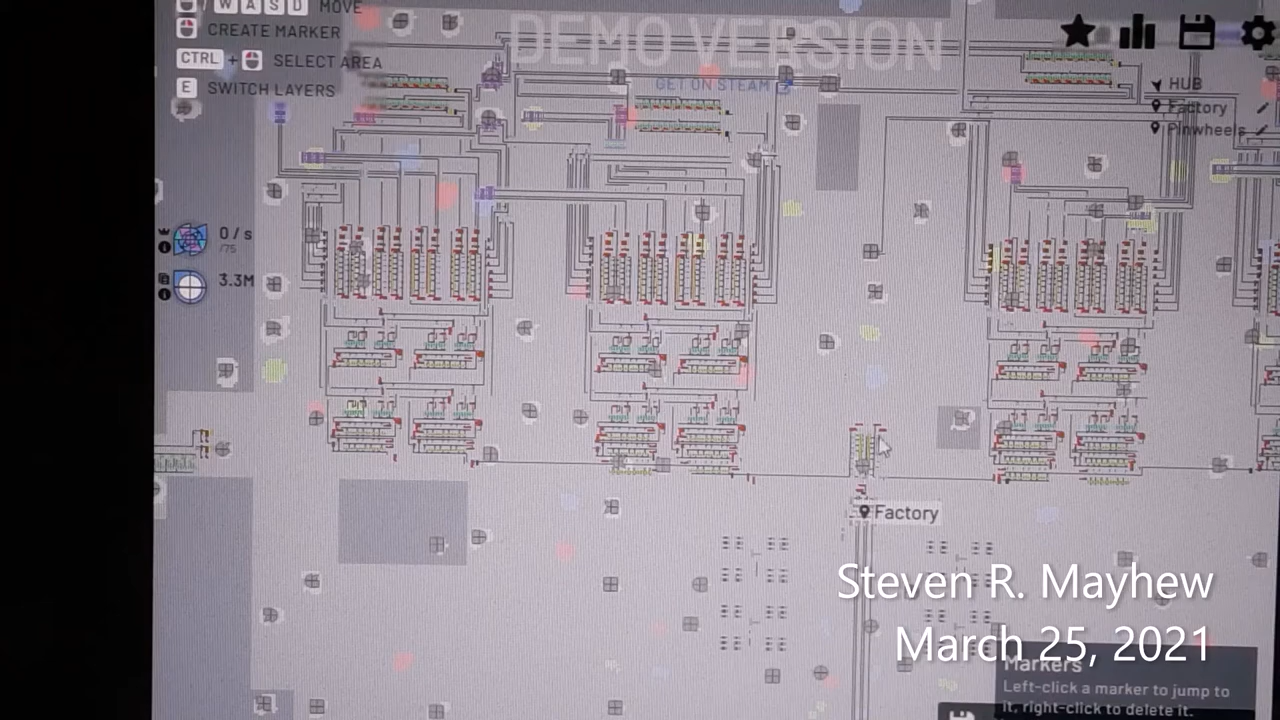 / W A S D MOVE
CREATE MARKER
CTRL + SELECT AREA
E SWITCH LAYERS
DEMO VERSION
GET ON STEAM
HUB
Factory
Pinwheels
0 / s
/75
3.3M
Factory
Steven R. Mayhew
March 25, 2021
Markers
Left-click a marker to jump to
it, right-click to delete it.